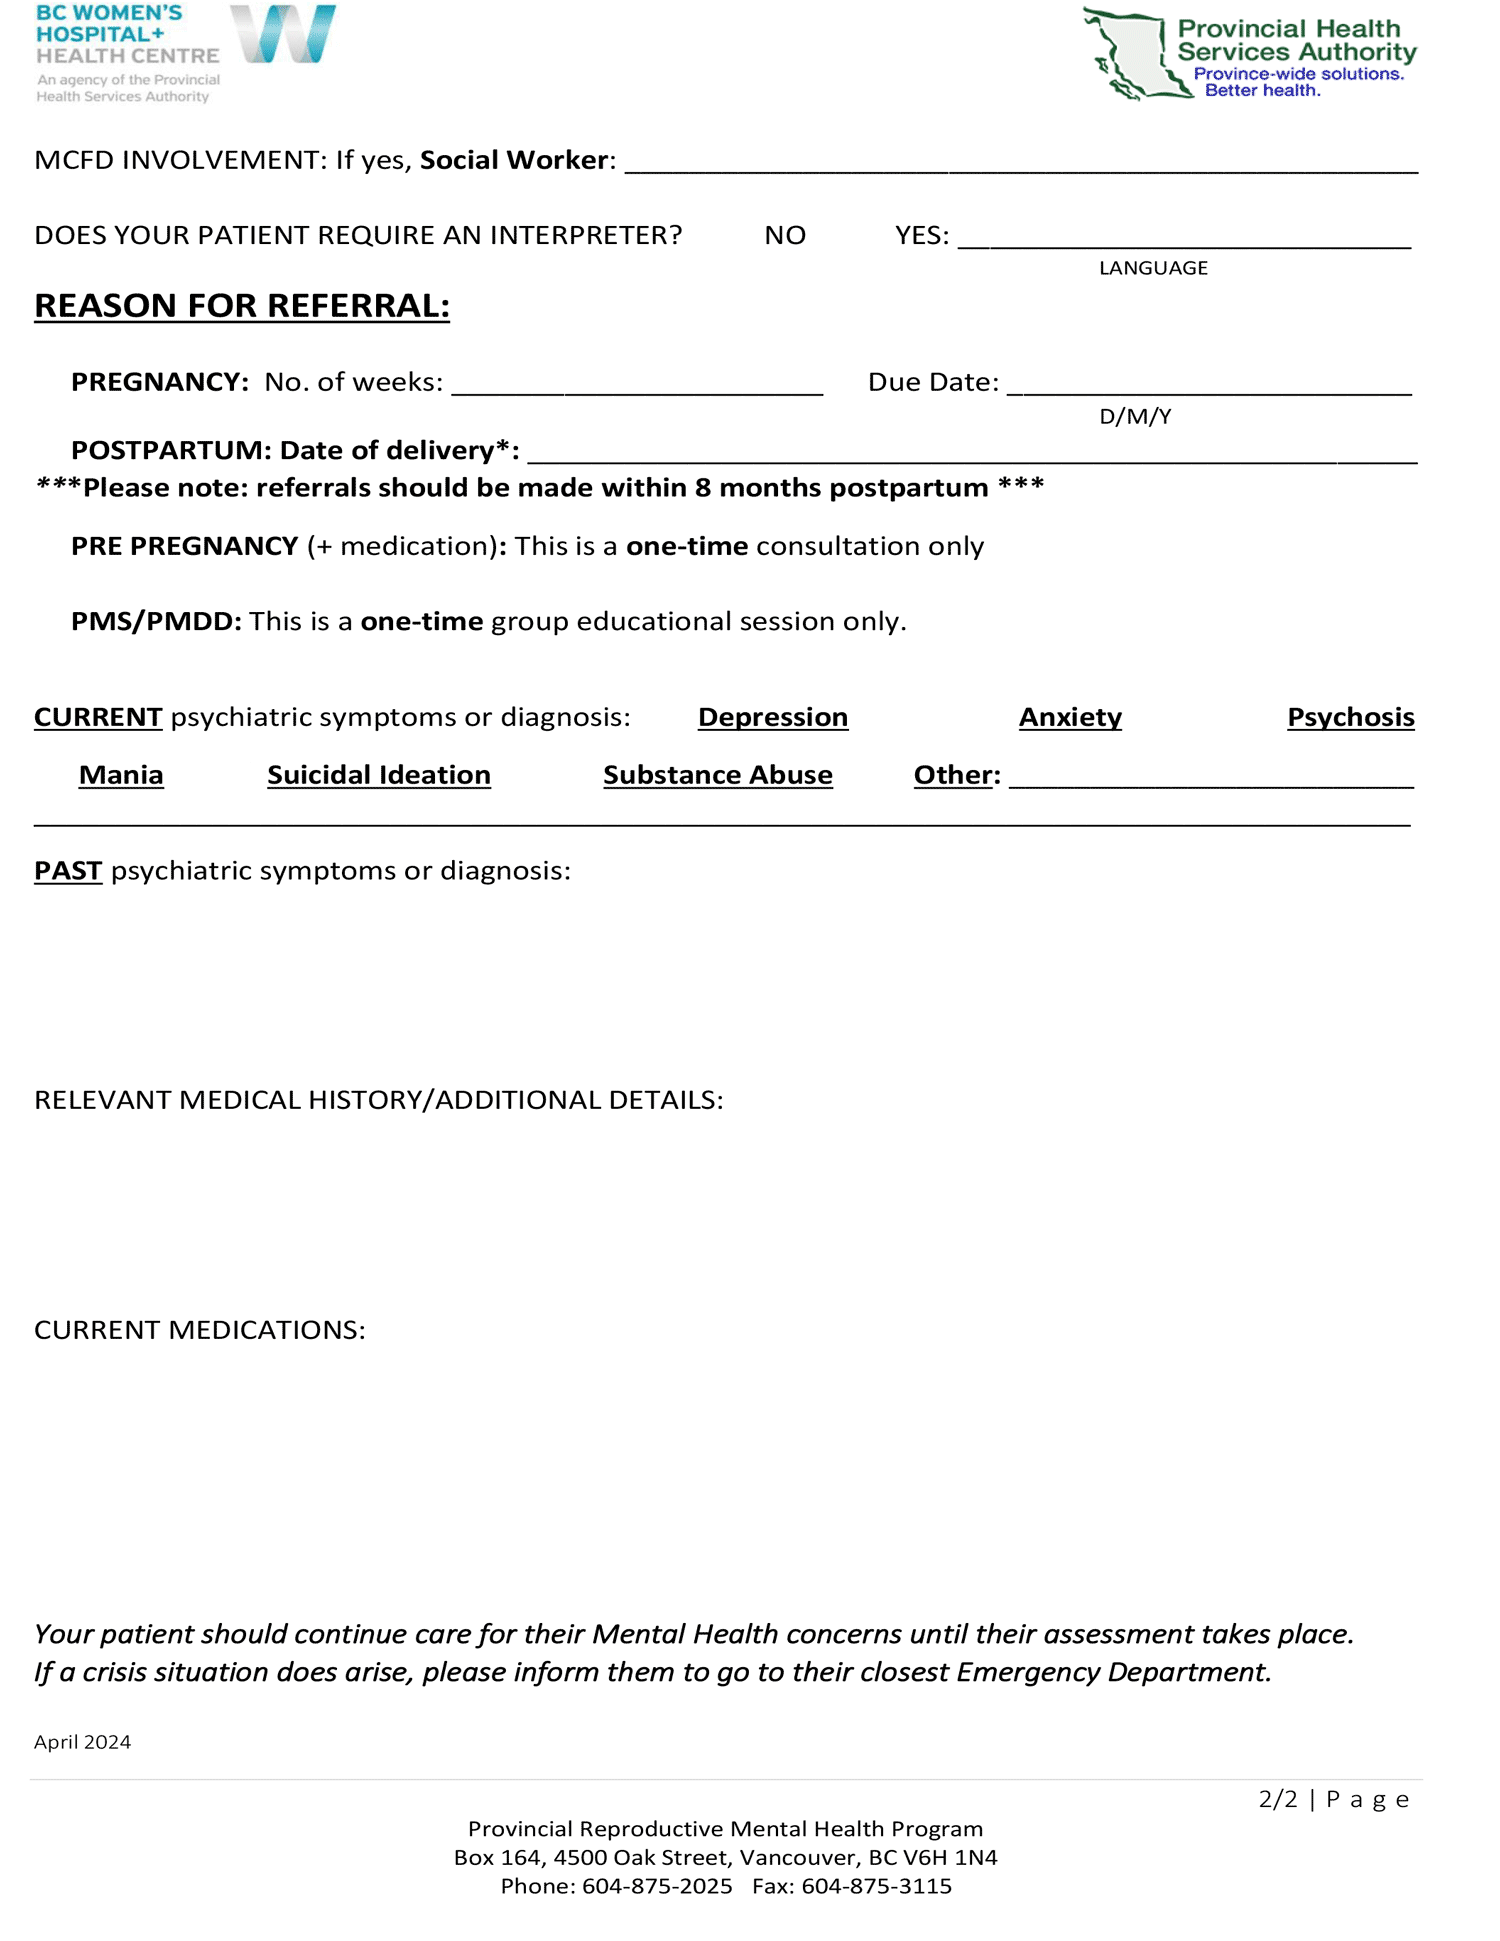 BC WOMEN'S
HOSPITAL+
HEALTH CENTRE
An agency of the Provincial
Health Services Authority
Provincial Health
Services Authority
Province-wide solutions.
Better health.
MCFD INVOLVEMENT: If yes, Social Worker: ____________________
DOES YOUR PATIENT REQUIRE AN INTERPRETER? NO YES: ____________________
LANGUAGE
REASON FOR REFERRAL:
PREGNANCY: No. of weeks: ____________________ Due Date: ____________________
D/M/Y
POSTPARTUM: Date of delivery*: ____________________
***Please note: referrals should be made within 8 months postpartum ***
PRE PREGNANCY (+ medication): This is a one-time consultation only
PMS/PMDD: This is a one-time group educational session only.
CURRENT psychiatric symptoms or diagnosis: Depression Anxiety Psychosis
Mania Suicidal Ideation Substance Abuse Other: ____________________
____________________
PAST psychiatric symptoms or diagnosis:
RELEVANT MEDICAL HISTORY/ADDITIONAL DETAILS:
CURRENT MEDICATIONS:
Your patient should continue care for their Mental Health concerns until their assessment takes place.
If a crisis situation does arise, please inform them to go to their closest Emergency Department.
April 2024
2/2 | P a g e
Provincial Reproductive Mental Health Program
Box 164, 4500 Oak Street, Vancouver, BC V6H 1N4
Phone: 604-875-2025 Fax: 604-875-3115